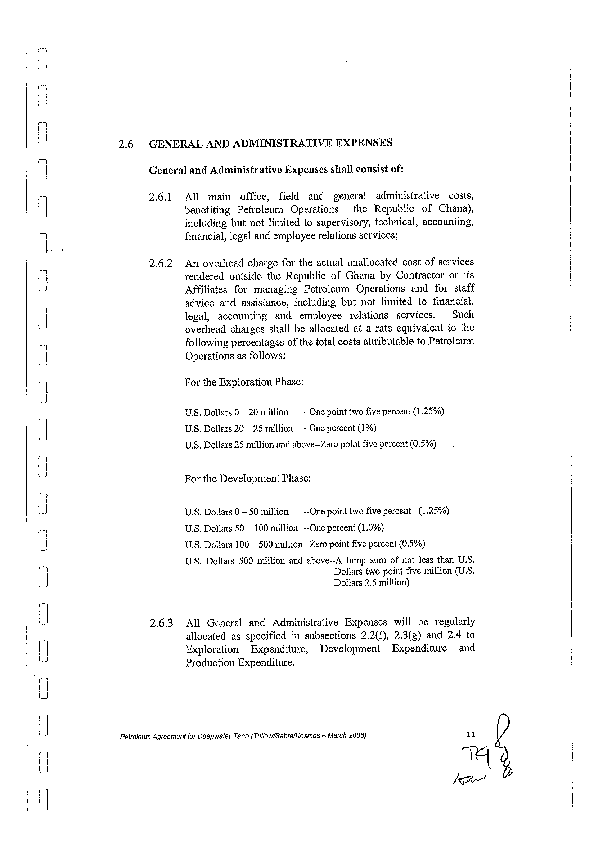 2.6 GENERAL AND ADMINISTRATIVE EXPENSES
General and Administrative Expenses shall consist of:
2.6.1 All main office, field and general administrative costs,
benefiting Petroleum Operations the Republic of Ghana),
including but not limited to supervisory, technical, accounting,
financial, legal and employee relations services;
2.6.2 An overhead charge for the actual unallocated cost of services
rendered outside the Republic of Ghana by Contractor or its
Affiliates for managing Petroleum Operations and for staff
advice and assistance, including but not limited to financial,
legal, accounting and employee relations services. Such
overhead charges shall be allocated at a rate equivalent to the
following percentages of the total costs attributable to Petroleum
Operations as follows:
For the Exploration Phase:
U.S. Dollars 0 – 20 million - One point two five percent (1.25%)
U.S. Dollars 20 – 25 million - One percent (1%)
U.S. Dollars 25 million and above–Zero point five percent (0.5%)
For the Development Phase:
U.S. Dollars 0 – 50 million --One point two five percent (1.25%)
U.S. Dollars 50 – 100 million --One percent (1.0%)
U.S. Dollars 100 – 500 million Zero point five percent (0.5%)
U.S. Dollars 500 million and above--A lump sum of not less than U.S.
Dollars two point five million (U.S.
Dollars 2.5 million)
2.6.3 All General and Administrative Expenses will be regularly
allocated as specified in subsections 2.2(f), 2.3(g) and 2.4 to
Exploration Expenditure, Development Expenditure and
Production Expenditure.
Petroleum Agreement for Deepwater Tano (Tullow/Sabre/Kosmos – March 2006) 11